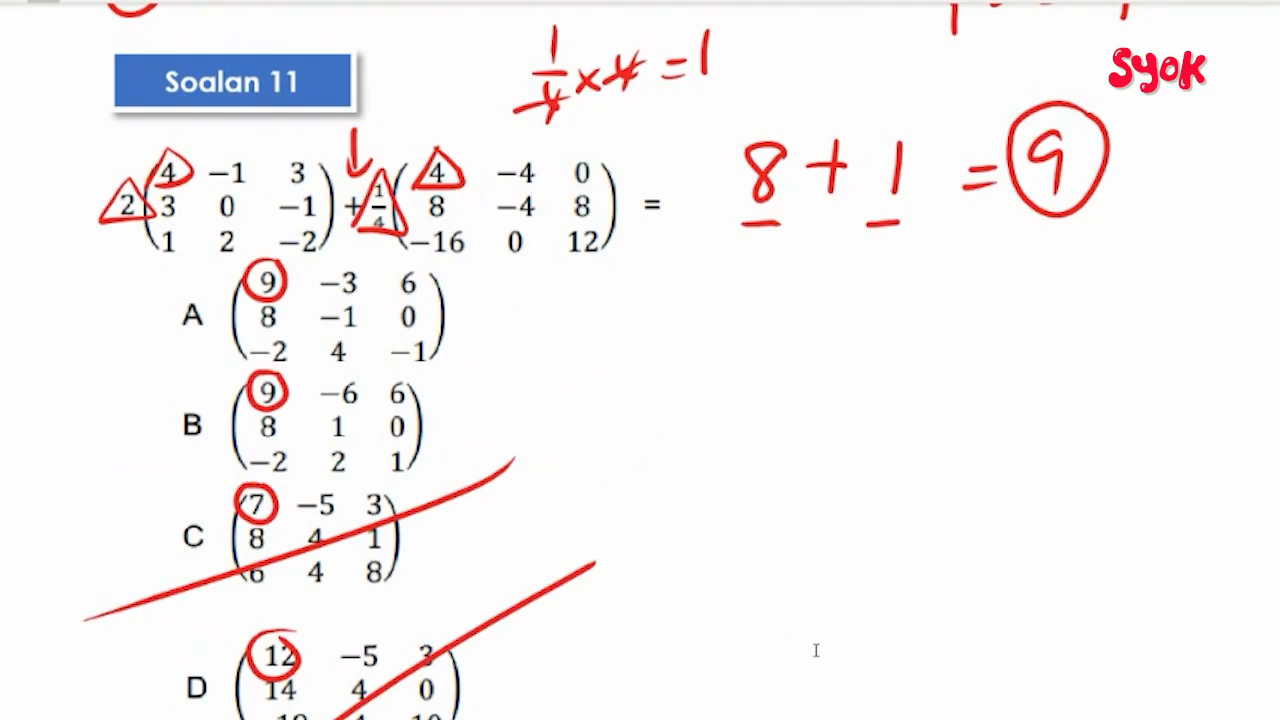 1/4 × 4 = 1
Syok
Soalan 11
2 (4 −1 3) + 1/4 (4 −4 0) = 8 + 1 = 9
(3 0 −1) (8 −4 8)
(1 2 −2) (−16 0 12)
(9 −3 6)
A (8 −1 0)
(−2 4 −1)
(9 −6 6)
B (8 1 0)
(−2 2 1)
(7 −5 3)
C (8 4 1)
(6 4 8)
(12 −5 3)
D (14 4 0)